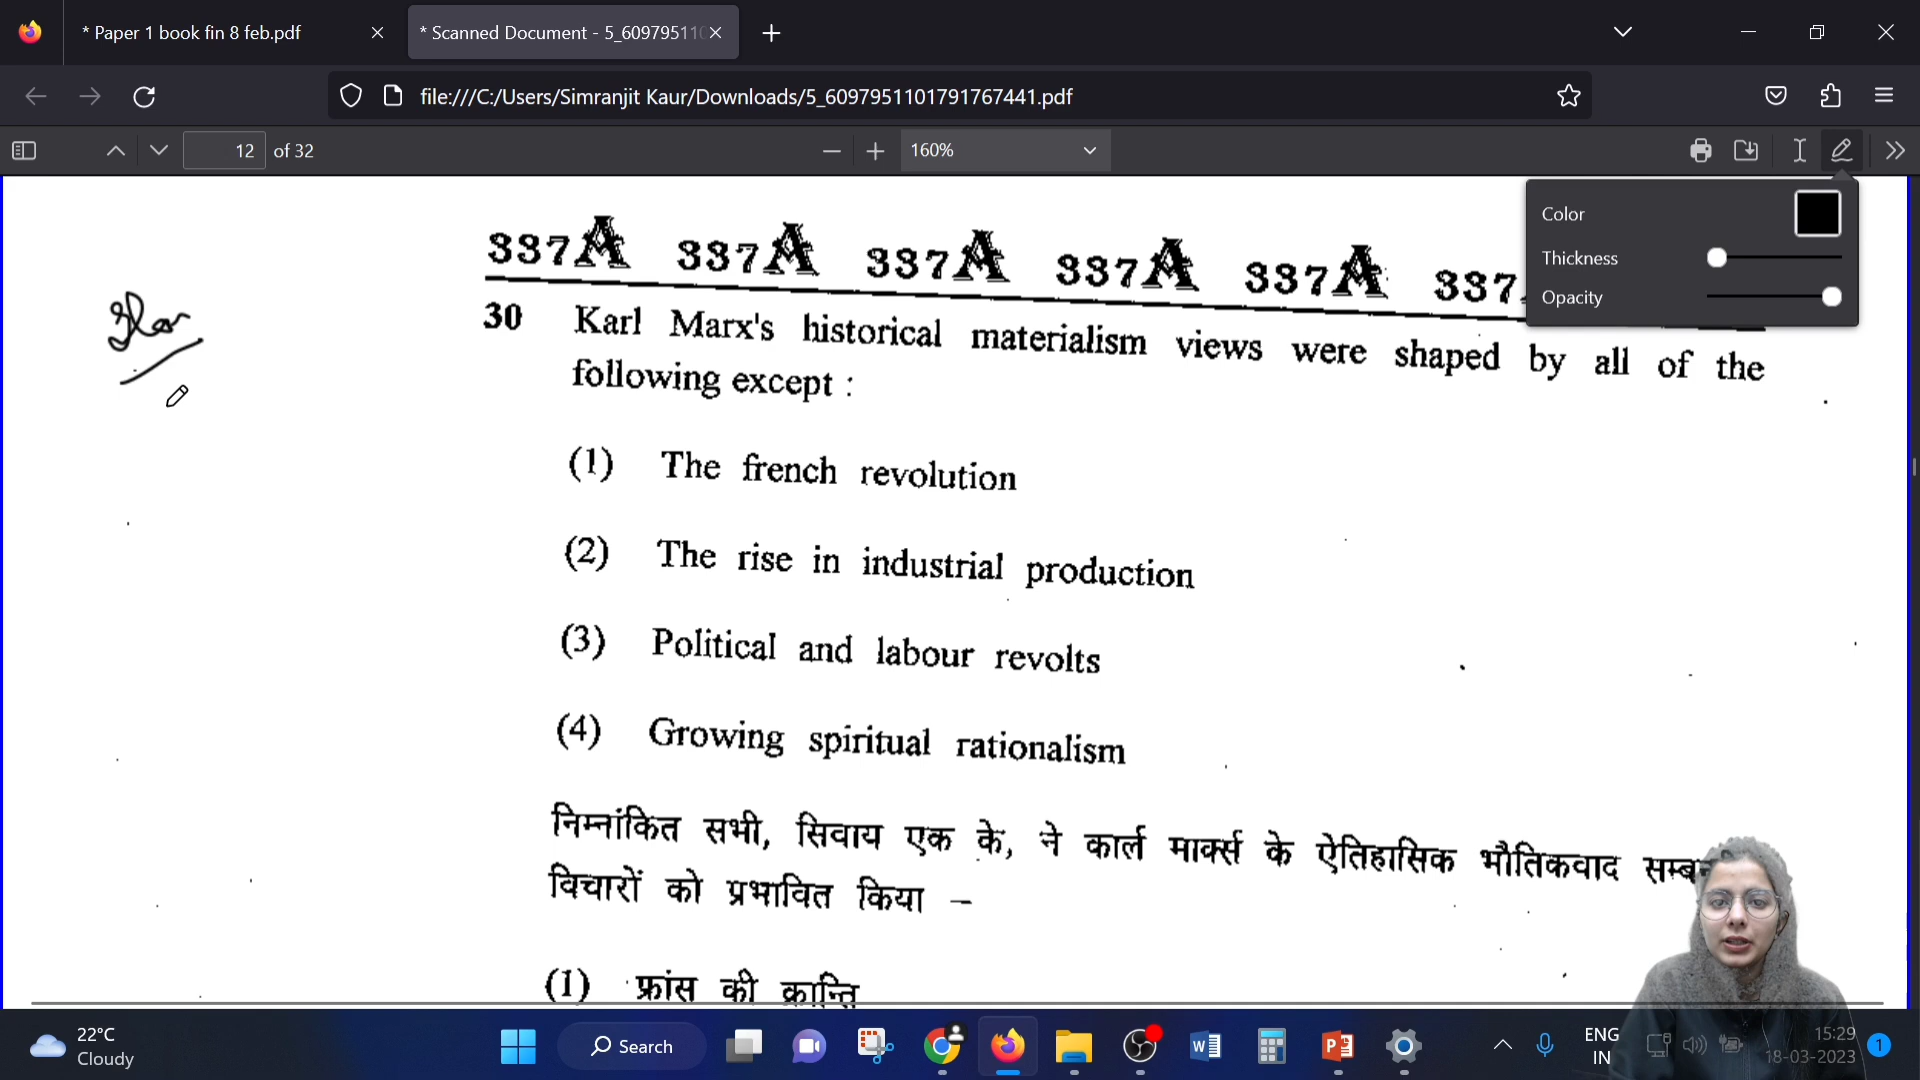 * Paper 1 book fin 8 feb.pdf
* Scanned Document - 5_609795110
file:///C:/Users/Simranjit Kaur/Downloads/5_6097951101791767441.pdf
12 of 32
160%
Color
Thickness
Opacity
337A 337A 337A 337A 337A 337
30 Karl Marx's historical materialism views were shaped by all of the
following except :
(1) The french revolution
(2) The rise in industrial production
(3) Political and labour revolts
(4) Growing spiritual rationalism
निम्नांकित सभी, सिवाय एक के, ने कार्ल मार्क्स के ऐतिहासिक भौतिकवाद
विचारों को प्रभावित किया –
(1) फ्रांस की क्रान्ति
22°C
Cloudy
Search
ENG
IN
15:29
18-03-2023
1